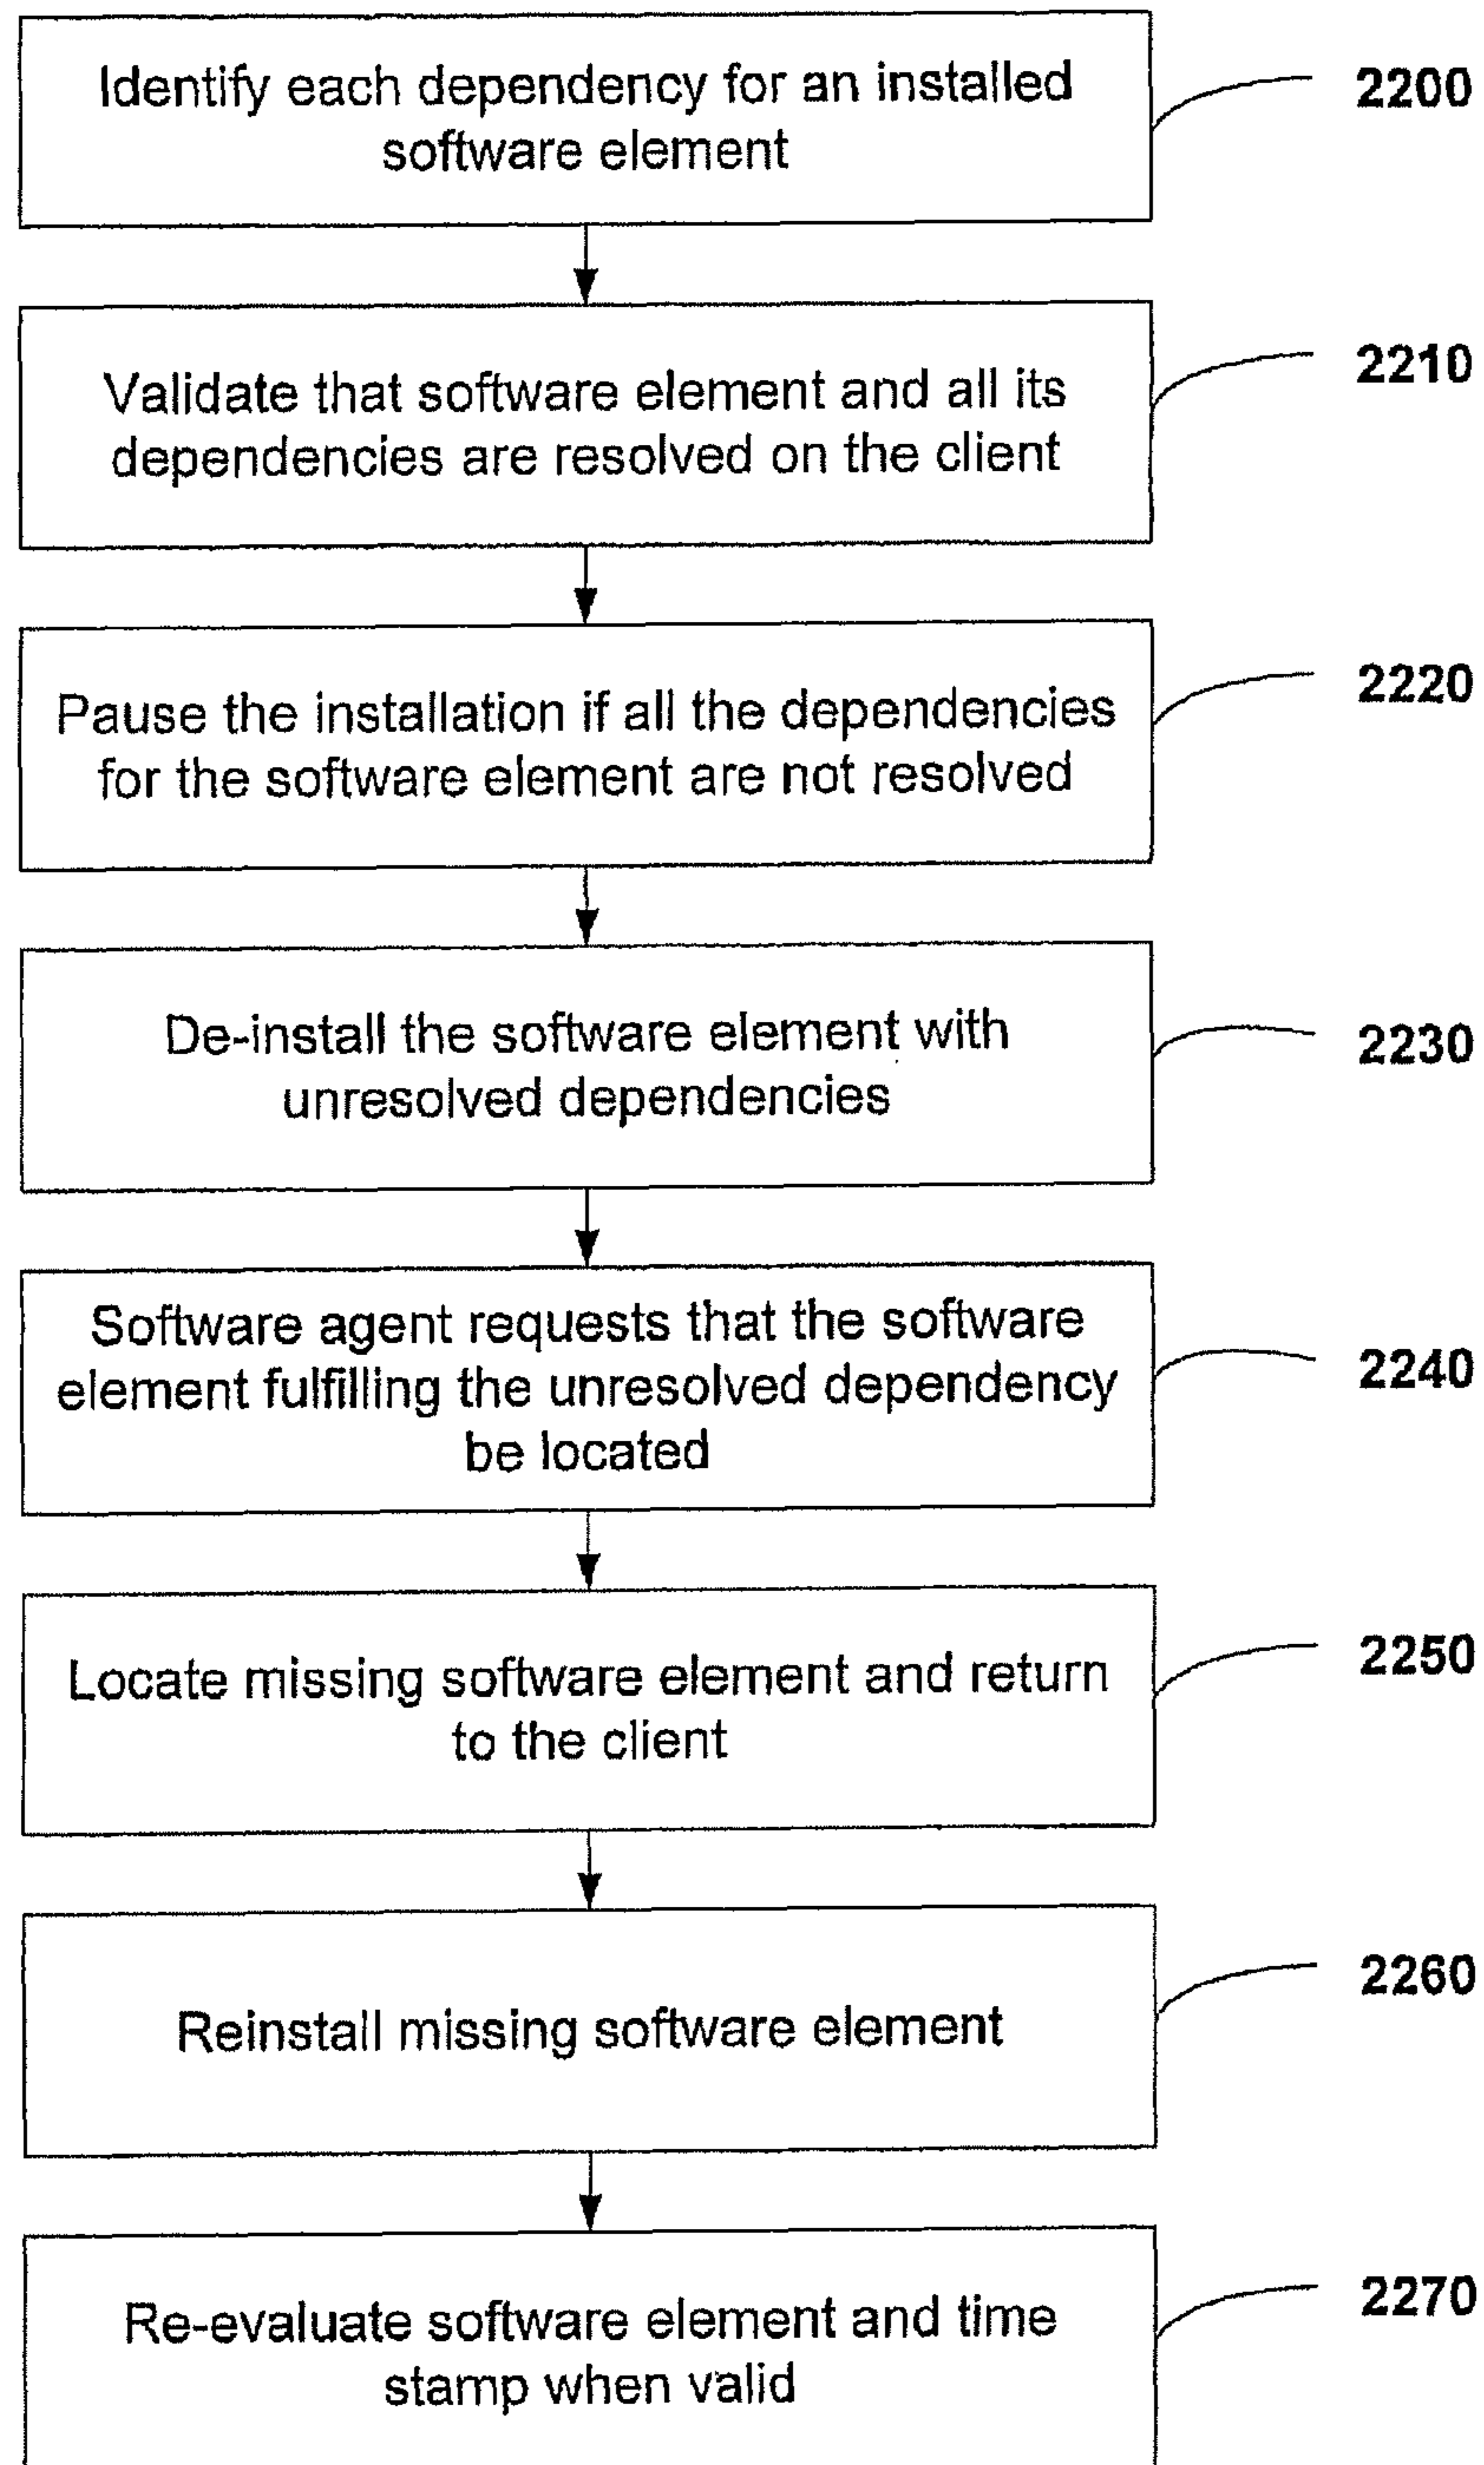 Identify each dependency for an installed
software element
2200
Validate that software element and all its
dependencies are resolved on the client
2210
Pause the installation if all the dependencies
for the software element are not resolved
2220
De-install the software element with
unresolved dependencies
2230
Software agent requests that the software
element fulfilling the unresolved dependency
be located
2240
Locate missing software element and return
to the client
2250
Reinstall missing software element
2260
Re-evaluate software element and time
stamp when valid
2270